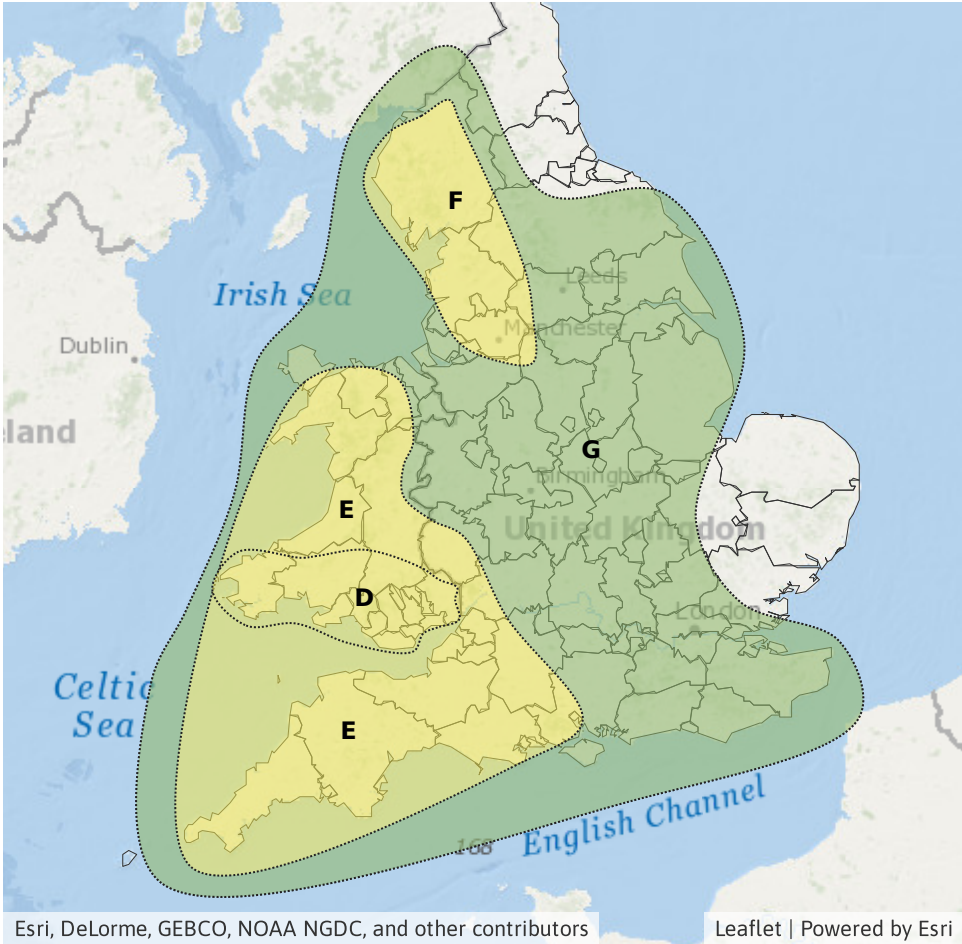 F
Leeds
Irish Sea
Manchester
Dublin
land
G
Birmingham
E
United Kingdom
D
London
Celtic
Sea
E
English Channel
168
Esri, DeLorme, GEBCO, NOAA NGDC, and other contributors
Leaflet | Powered by Esri